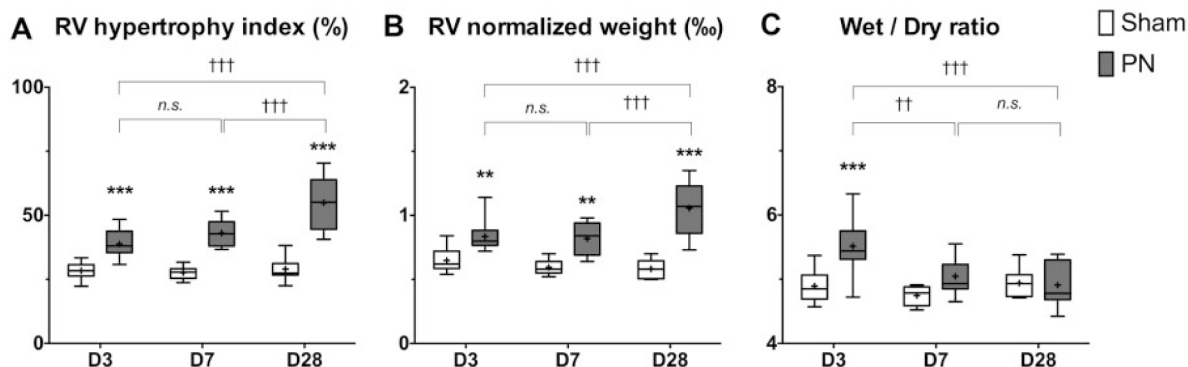 A RV hypertrophy index (%)
†††
n.s.
†††
100
50
0
***
***
***
D3 D7 D28
B RV normalized weight (‰)
†††
n.s.
†††
2
1
0
**
**
***
D3 D7 D28
C Wet / Dry ratio
†††
††
n.s.
8
6
4
***
D3 D7 D28
Sham
PN